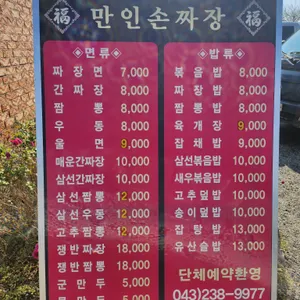 福 만인손짜장 福
면 류
짜장면 7,000
간짜장 8,000
짬뽕 8,000
우동 8,000
울면 9,000
매운간짜장 10,000
삼선간짜장 10,000
삼선짬뽕 12,000
삼선우동 12,000
고추짬뽕 12,000
쟁반짜장 18,000
쟁반짬뽕 18,000
군만두 5,000
만두 5,000
밥 류
볶음밥 8,000
짜장밥 8,000
짬뽕밥 8,000
육개장 9,000
잡채밥 9,000
삼선볶음밥 10,000
새우볶음밥 10,000
고추덮밥 10,000
송이덮밥 10,000
잡탕밥 13,000
유산슬밥 13,000
단체예약환영
043)238-9977